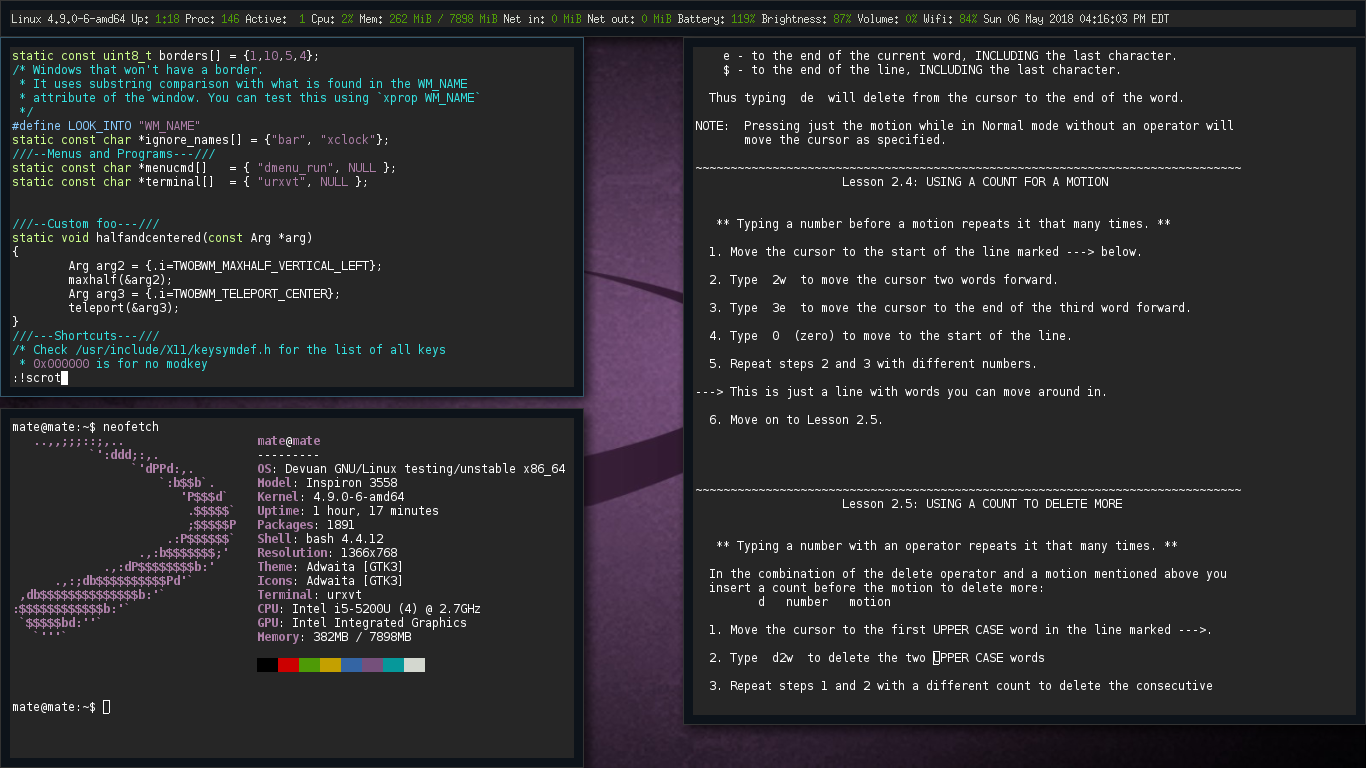 Linux 4.9.0-6-amd64 Up: 1:18 Proc: 146 Active:  1 Cpu: 2% Mem: 262 MiB / 7898 MiB Net in: 0 MiB Net out: 0 MiB Battery: 119% Brightness: 87% Volume: 0% Wifi: 84% Sun 06 May 2018 04:16:03 PM EDT
static const uint8_t borders[] = {1,10,5,4};
/* Windows that won't have a border.
 * It uses substring comparison with what is found in the WM_NAME
 * attribute of the window. You can test this using `xprop WM_NAME`
 */
#define LOOK_INTO "WM_NAME"
static const char *ignore_names[] = {"bar", "xclock"};
///--Menus and Programs---///
static const char *menucmd[]   = { "dmenu_run", NULL };
static const char *terminal[]  = { "urxvt", NULL };
///--Custom foo---///
static void halfandcentered(const Arg *arg)
{
        Arg arg2 = {.i=TWOBWM_MAXHALF_VERTICAL_LEFT};
        maxhalf(&arg2);
        Arg arg3 = {.i=TWOBWM_TELEPORT_CENTER};
        teleport(&arg3);
}
///---Shortcuts---///
/* Check /usr/include/X11/keysymdef.h for the list of all keys
 * 0x000000 is for no modkey
:!scrot
mate@mate:~$ neofetch
   ..,,;;;::;,..
           `':ddd;:,.
                 `'dPPd:,.
                     `:b$$b`.
                        'P$$$d`
                         .$$$$$`
                         ;$$$$$P
                      .:P$$$$$$`
                  .,:b$$$$$$$;'
             .,:dP$$$$$$$$b:'
      .,:;db$$$$$$$$$$Pd'`
 ,db$$$$$$$$$$$$$$b:'`
:$$$$$$$$$$$$b:'`
 `$$$$$bd:''`
   `'''`
mate@mate
---------
OS: Devuan GNU/Linux testing/unstable x86_64
Model: Inspiron 3558
Kernel: 4.9.0-6-amd64
Uptime: 1 hour, 17 minutes
Packages: 1891
Shell: bash 4.4.12
Resolution: 1366x768
Theme: Adwaita [GTK3]
Icons: Adwaita [GTK3]
Terminal: urxvt
CPU: Intel i5-5200U (4) @ 2.7GHz
GPU: Intel Integrated Graphics
Memory: 382MB / 7898MB
mate@mate:~$
    e - to the end of the current word, INCLUDING the last character.
    $ - to the end of the line, INCLUDING the last character.
  Thus typing  de  will delete from the cursor to the end of the word.
NOTE:  Pressing just the motion while in Normal mode without an operator will
       move the cursor as specified.
~~~~~~~~~~~~~~~~~~~~~~~~~~~~~~~~~~~~~~~~~~~~~~~~~~~~~~~~~~~~~~~~~~~~~~~~~~~~~~
                     Lesson 2.4: USING A COUNT FOR A MOTION
   ** Typing a number before a motion repeats it that many times. **
  1. Move the cursor to the start of the line marked ---> below.
  2. Type  2w  to move the cursor two words forward.
  3. Type  3e  to move the cursor to the end of the third word forward.
  4. Type  0  (zero) to move to the start of the line.
  5. Repeat steps 2 and 3 with different numbers.
---> This is just a line with words you can move around in.
  6. Move on to Lesson 2.5.
~~~~~~~~~~~~~~~~~~~~~~~~~~~~~~~~~~~~~~~~~~~~~~~~~~~~~~~~~~~~~~~~~~~~~~~~~~~~~~
                     Lesson 2.5: USING A COUNT TO DELETE MORE
   ** Typing a number with an operator repeats it that many times. **
  In the combination of the delete operator and a motion mentioned above you
  insert a count before the motion to delete more:
         d   number   motion
  1. Move the cursor to the first UPPER CASE word in the line marked --->.
  2. Type  d2w  to delete the two UPPER CASE words
  3. Repeat steps 1 and 2 with a different count to delete the consecutive